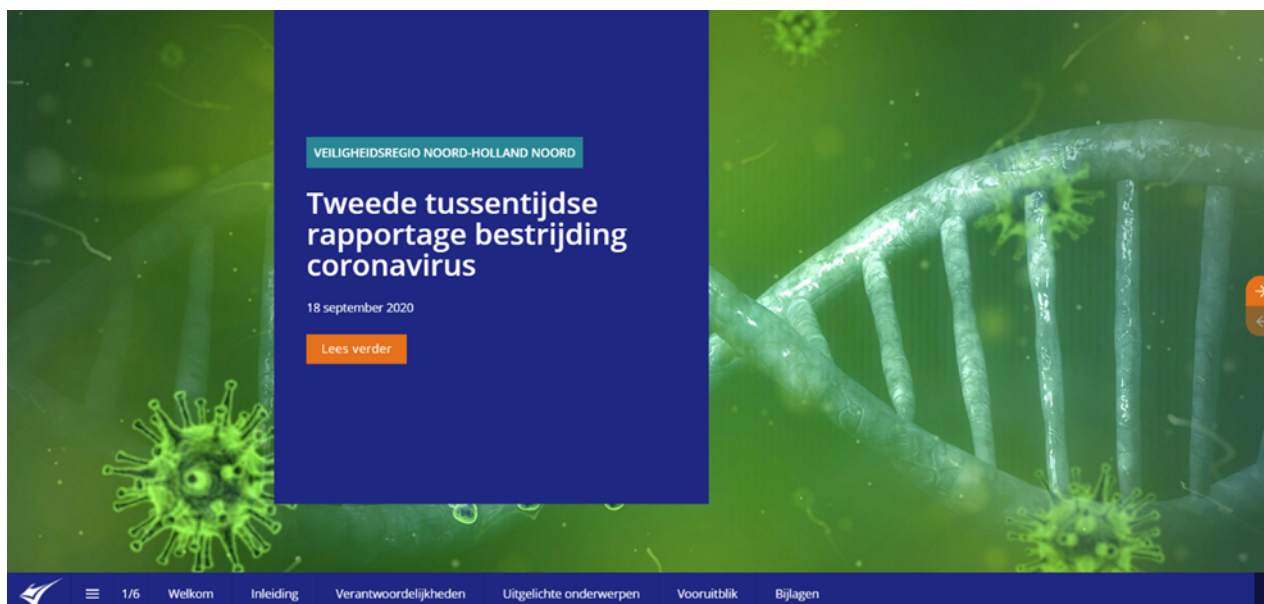 VEILIGHEIDSREGIO NOORD-HOLLAND NOORD
Tweede tussentijdse
rapportage bestrijding
coronavirus
18 september 2020
Lees verder
1/6 Welkom Inleiding Verantwoordelijkheden Uitgelichte onderwerpen Vooruitblik Bijlagen